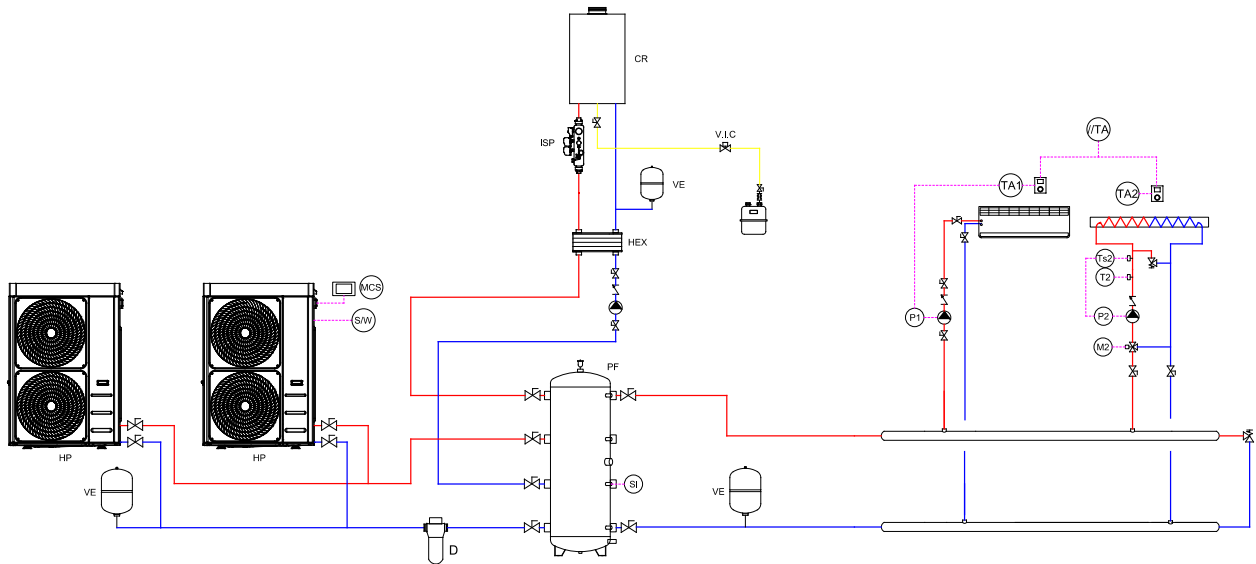 CR
ISP
V.I.C
VE
HEX
//TA
TA1
TA2
Ts2
T2
P1
P2
M2
MCS
S/W
PF
HP
HP
VE
SI
VE
D